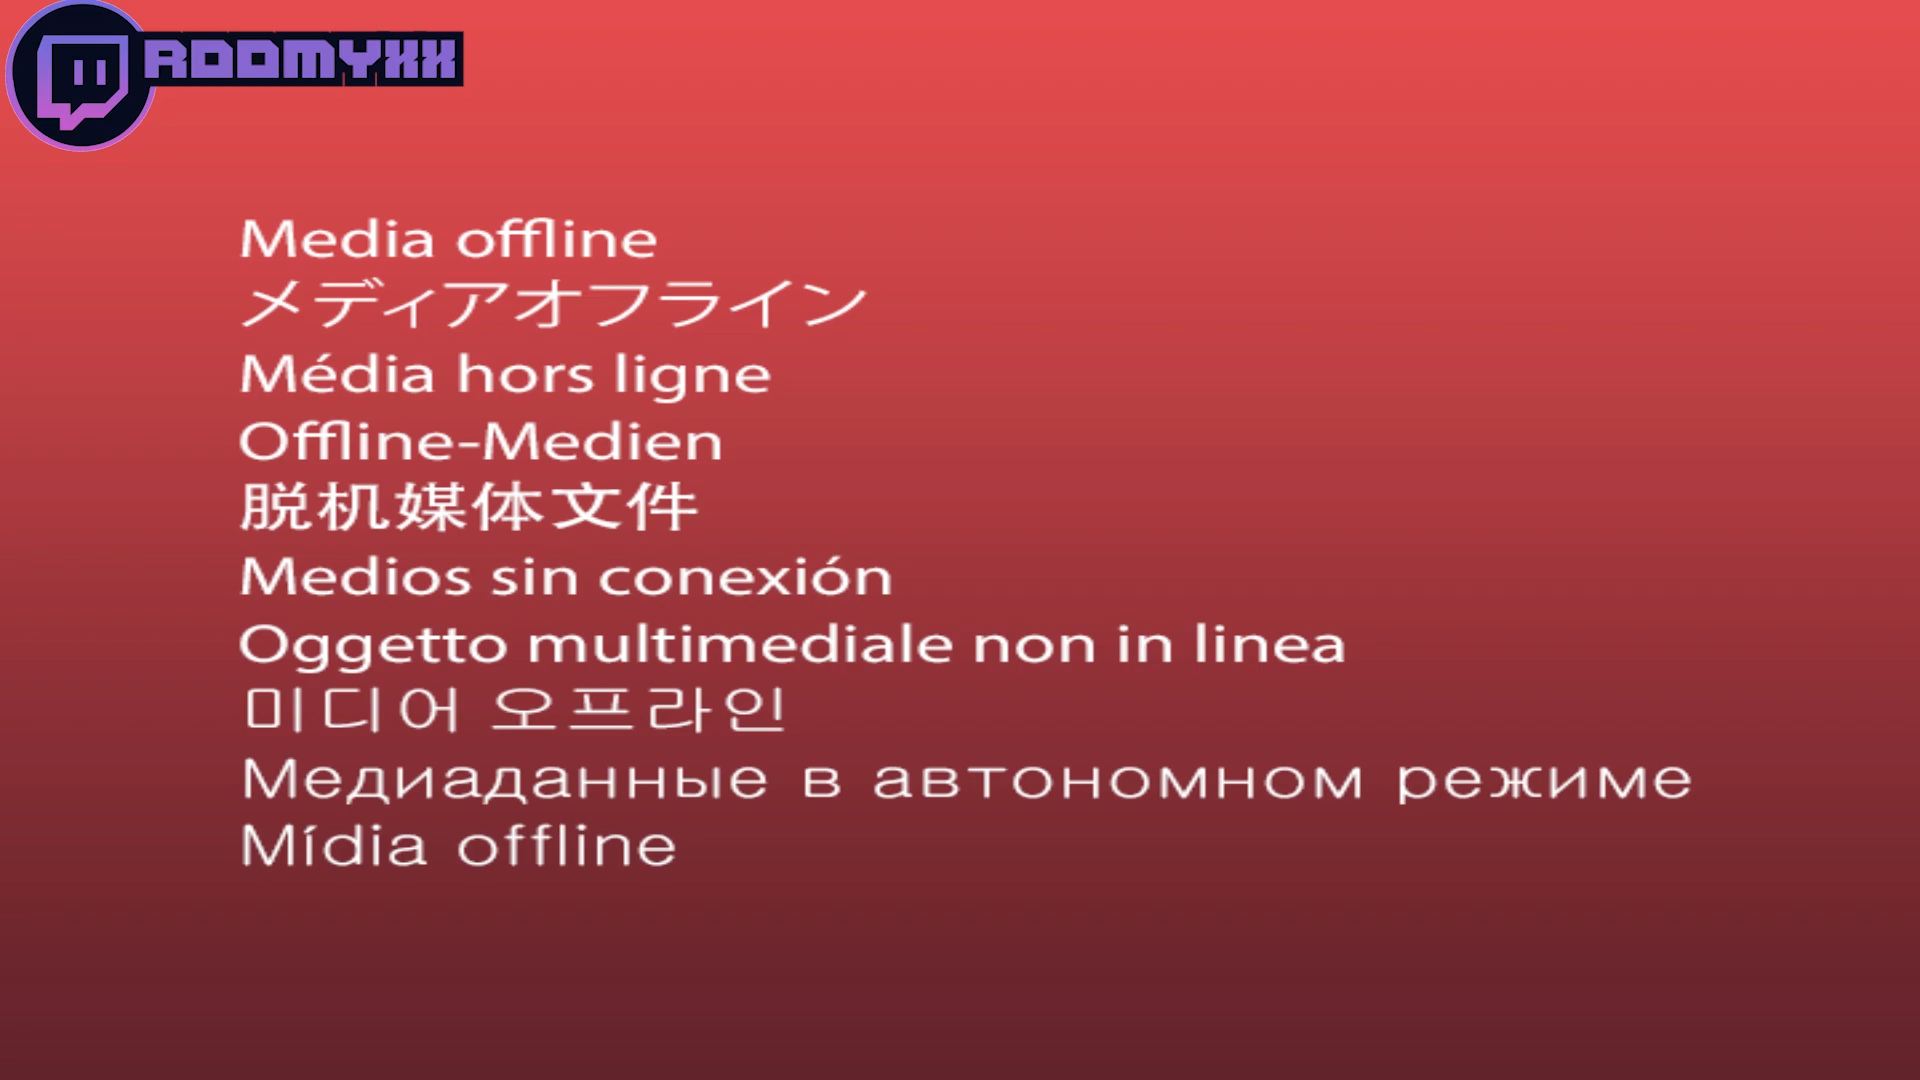 ROOMYXX
Media offline
メディアオフライン
Média hors ligne
Offline-Medien
脱机媒体文件
Medios sin conexión
Oggetto multimediale non in linea
미디어 오프라인
Медиаданные в автономном режиме
Mídia offline